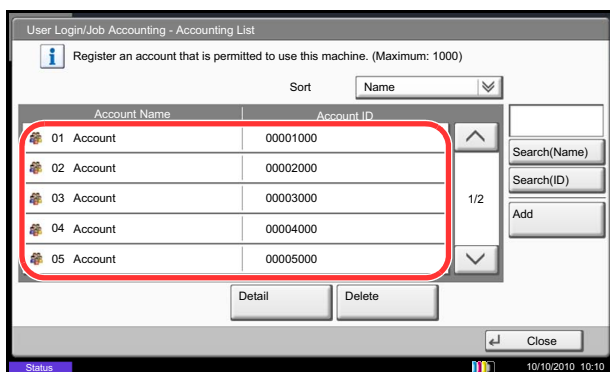 User Login/Job Accounting - Accounting List
i Register an account that is permitted to use this machine. (Maximum: 1000)
Sort Name
Account Name Account ID
01 Account 00001000
02 Account 00002000
03 Account 00003000
04 Account 00004000
05 Account 00005000
1/2
Search(Name)
Search(ID)
Add
Detail Delete
Close
Status 10/10/2010 10:10